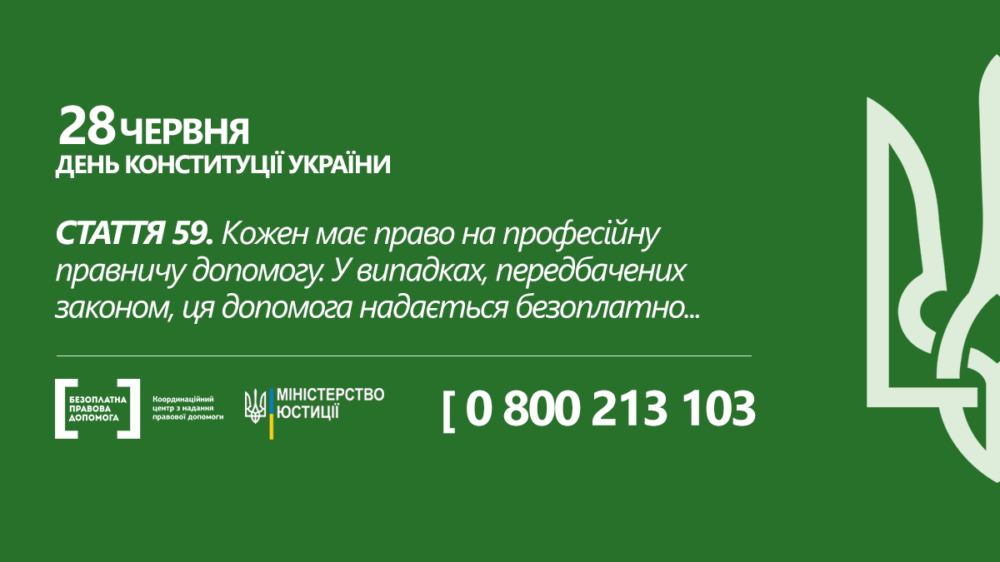 28 ЧЕРВНЯ
ДЕНЬ КОНСТИТУЦІЇ УКРАЇНИ
СТАТТЯ 59. Кожен має право на професійну
правничу допомогу. У випадках, передбачених
законом, ця допомога надається безоплатно...
БЕЗОПЛАТНА
ПРАВОВА
ДОПОМОГА
Координаційний
центр з надання
правової допомоги
МІНІСТЕРСТВО
ЮСТИЦІЇ
[ 0 800 213 103